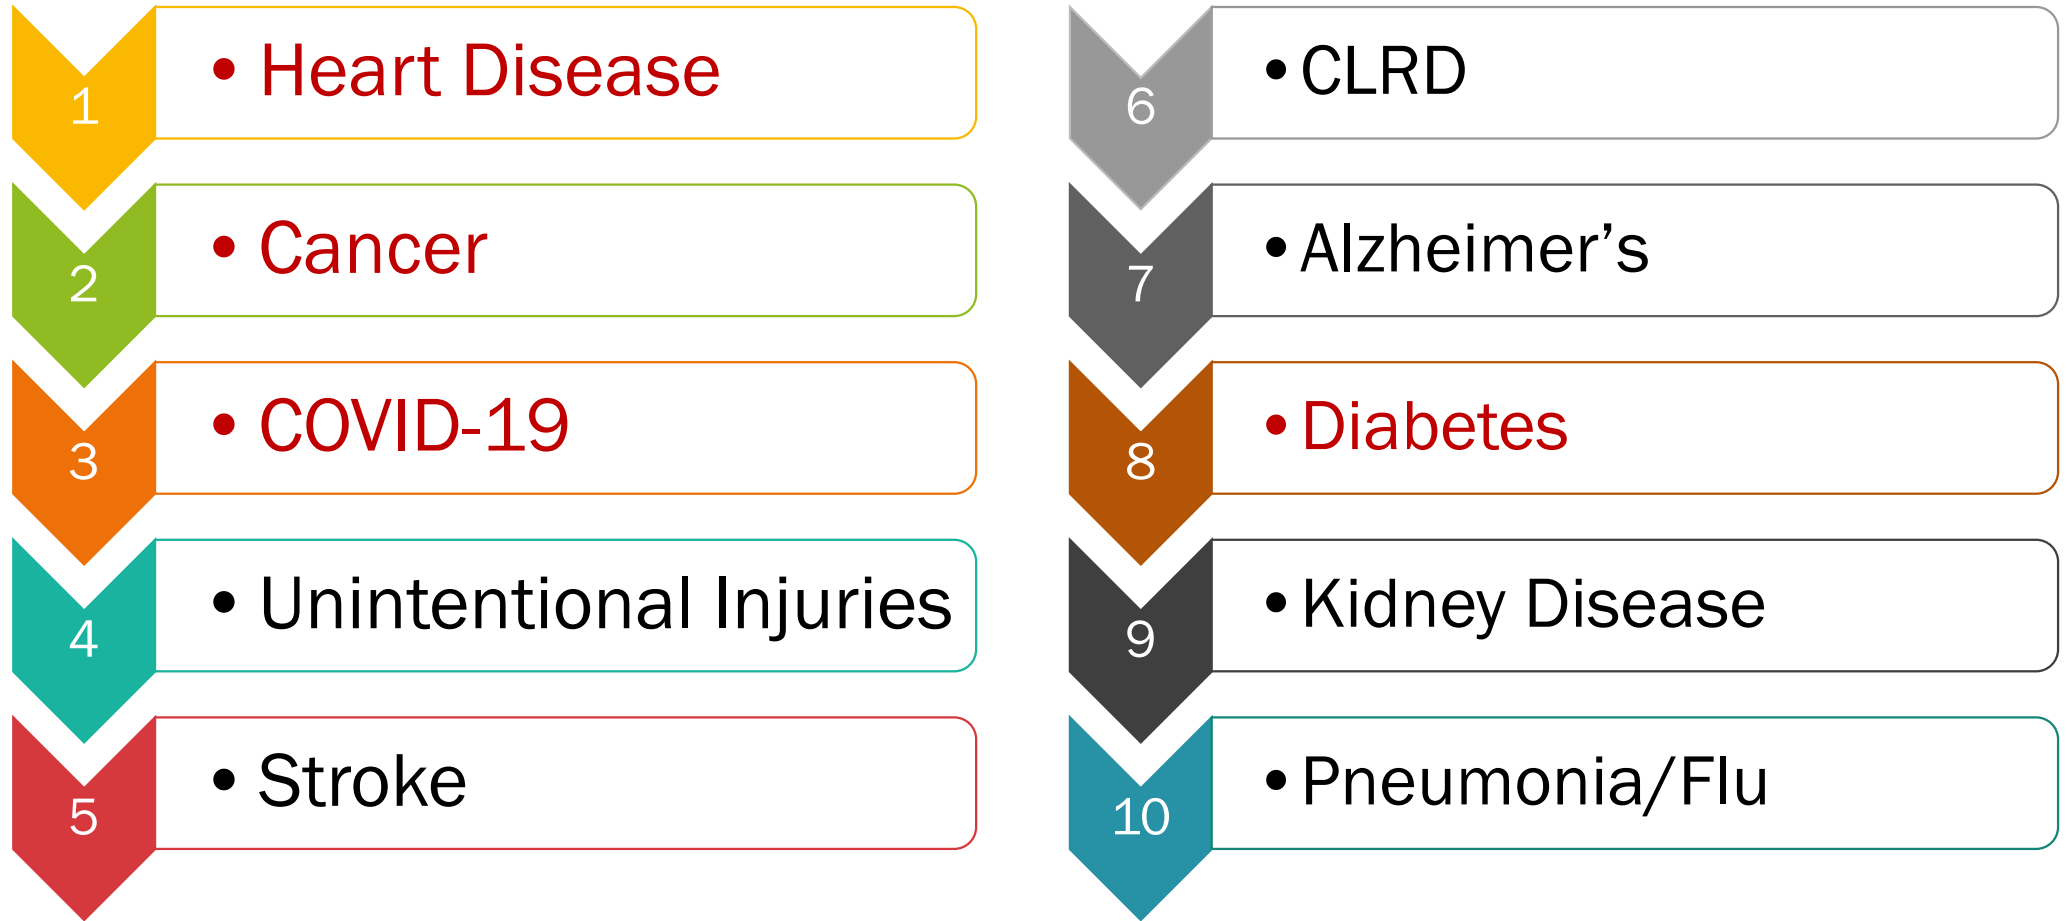 1
• Heart Disease
2
• Cancer
3
• COVID-19
4
• Unintentional Injuries
5
• Stroke
6
• CLRD
7
• Alzheimer’s
8
• Diabetes
9
• Kidney Disease
10
• Pneumonia/Flu